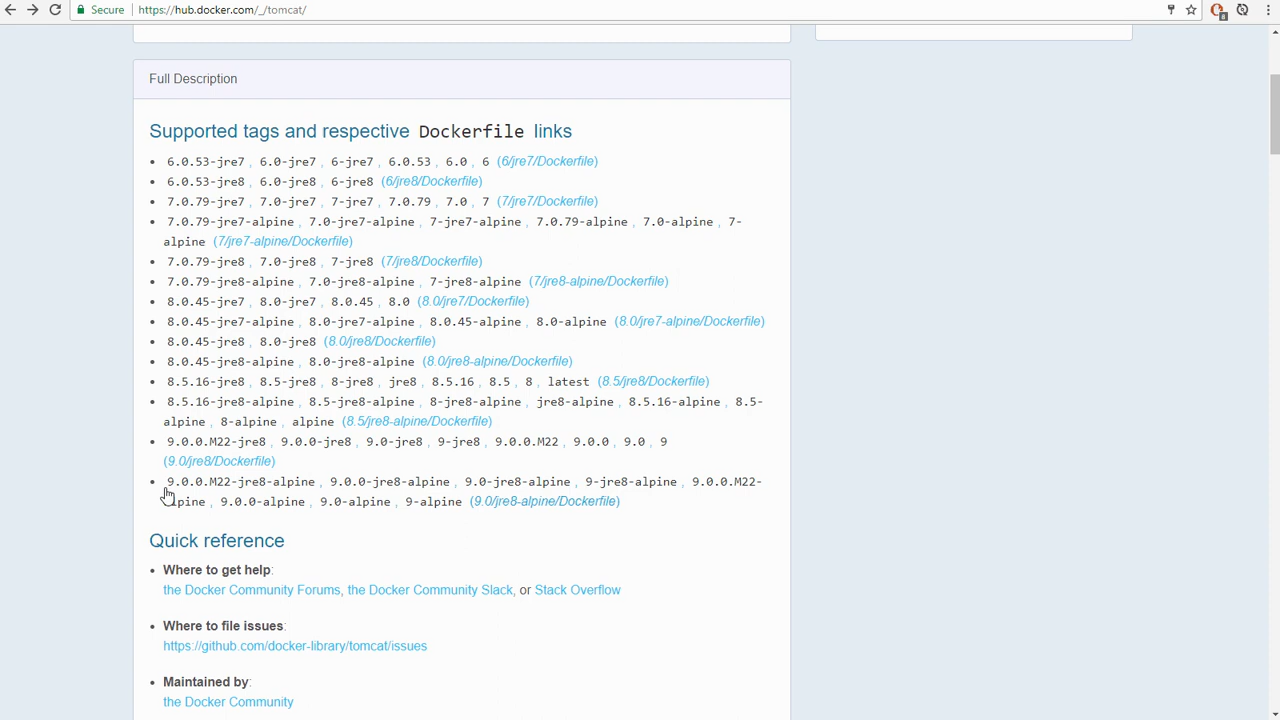 Secure https://hub.docker.com/_/tomcat/
8
Full Description
Supported tags and respective Dockerfile links
6.0.53-jre7, 6.0-jre7, 6-jre7, 6.0.53, 6.0, 6 (6/jre7/Dockerfile)
6.0.53-jre8, 6.0-jre8, 6-jre8 (6/jre8/Dockerfile)
7.0.79-jre7, 7.0-jre7, 7-jre7, 7.0.79, 7.0, 7 (7/jre7/Dockerfile)
7.0.79-jre7-alpine, 7.0-jre7-alpine, 7-jre7-alpine, 7.0.79-alpine, 7.0-alpine, 7-
alpine (7/jre7-alpine/Dockerfile)
7.0.79-jre8, 7.0-jre8, 7-jre8 (7/jre8/Dockerfile)
7.0.79-jre8-alpine, 7.0-jre8-alpine, 7-jre8-alpine (7/jre8-alpine/Dockerfile)
8.0.45-jre7, 8.0-jre7, 8.0.45, 8.0 (8.0/jre7/Dockerfile)
8.0.45-jre7-alpine, 8.0-jre7-alpine, 8.0.45-alpine, 8.0-alpine (8.0/jre7-alpine/Dockerfile)
8.0.45-jre8, 8.0-jre8 (8.0/jre8/Dockerfile)
8.0.45-jre8-alpine, 8.0-jre8-alpine (8.0/jre8-alpine/Dockerfile)
8.5.16-jre8, 8.5-jre8, 8-jre8, jre8, 8.5.16, 8.5, 8, latest (8.5/jre8/Dockerfile)
8.5.16-jre8-alpine, 8.5-jre8-alpine, 8-jre8-alpine, jre8-alpine, 8.5.16-alpine, 8.5-
alpine, 8-alpine, alpine (8.5/jre8-alpine/Dockerfile)
9.0.0.M22-jre8, 9.0.0-jre8, 9.0-jre8, 9-jre8, 9.0.0.M22, 9.0.0, 9.0, 9
(9.0/jre8/Dockerfile)
9.0.0.M22-jre8-alpine, 9.0.0-jre8-alpine, 9.0-jre8-alpine, 9-jre8-alpine, 9.0.0.M22-
alpine, 9.0.0-alpine, 9.0-alpine, 9-alpine (9.0/jre8-alpine/Dockerfile)
Quick reference
Where to get help:
the Docker Community Forums, the Docker Community Slack, or Stack Overflow
Where to file issues:
https://github.com/docker-library/tomcat/issues
Maintained by:
the Docker Community